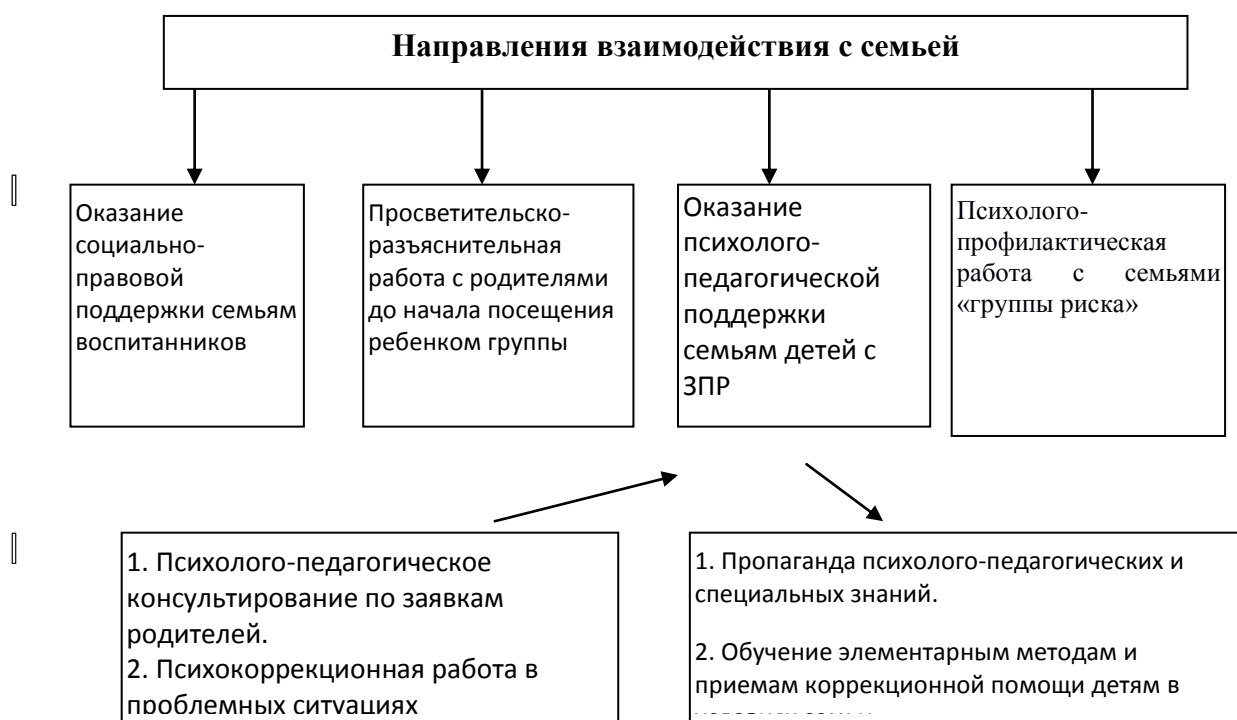 Направления взаимодействия с семьей
Оказание
социально-
правовой
поддержки семьям
воспитанников
Просветительско-
разъяснительная
работа с родителями
до начала посещения
ребенком группы
Оказание
психолого-
педагогической
поддержки
семьям детей с
ЗПР
Психолого-
профилактическая
работа с семьями
«группы риска»
1. Психолого-педагогическое
консультирование по заявкам
родителей.
2. Психокоррекционная работа в
проблемных ситуациях
1. Пропаганда психолого-педагогических и
специальных знаний.
2. Обучение элементарным методам и
приемам коррекционной помощи детям в